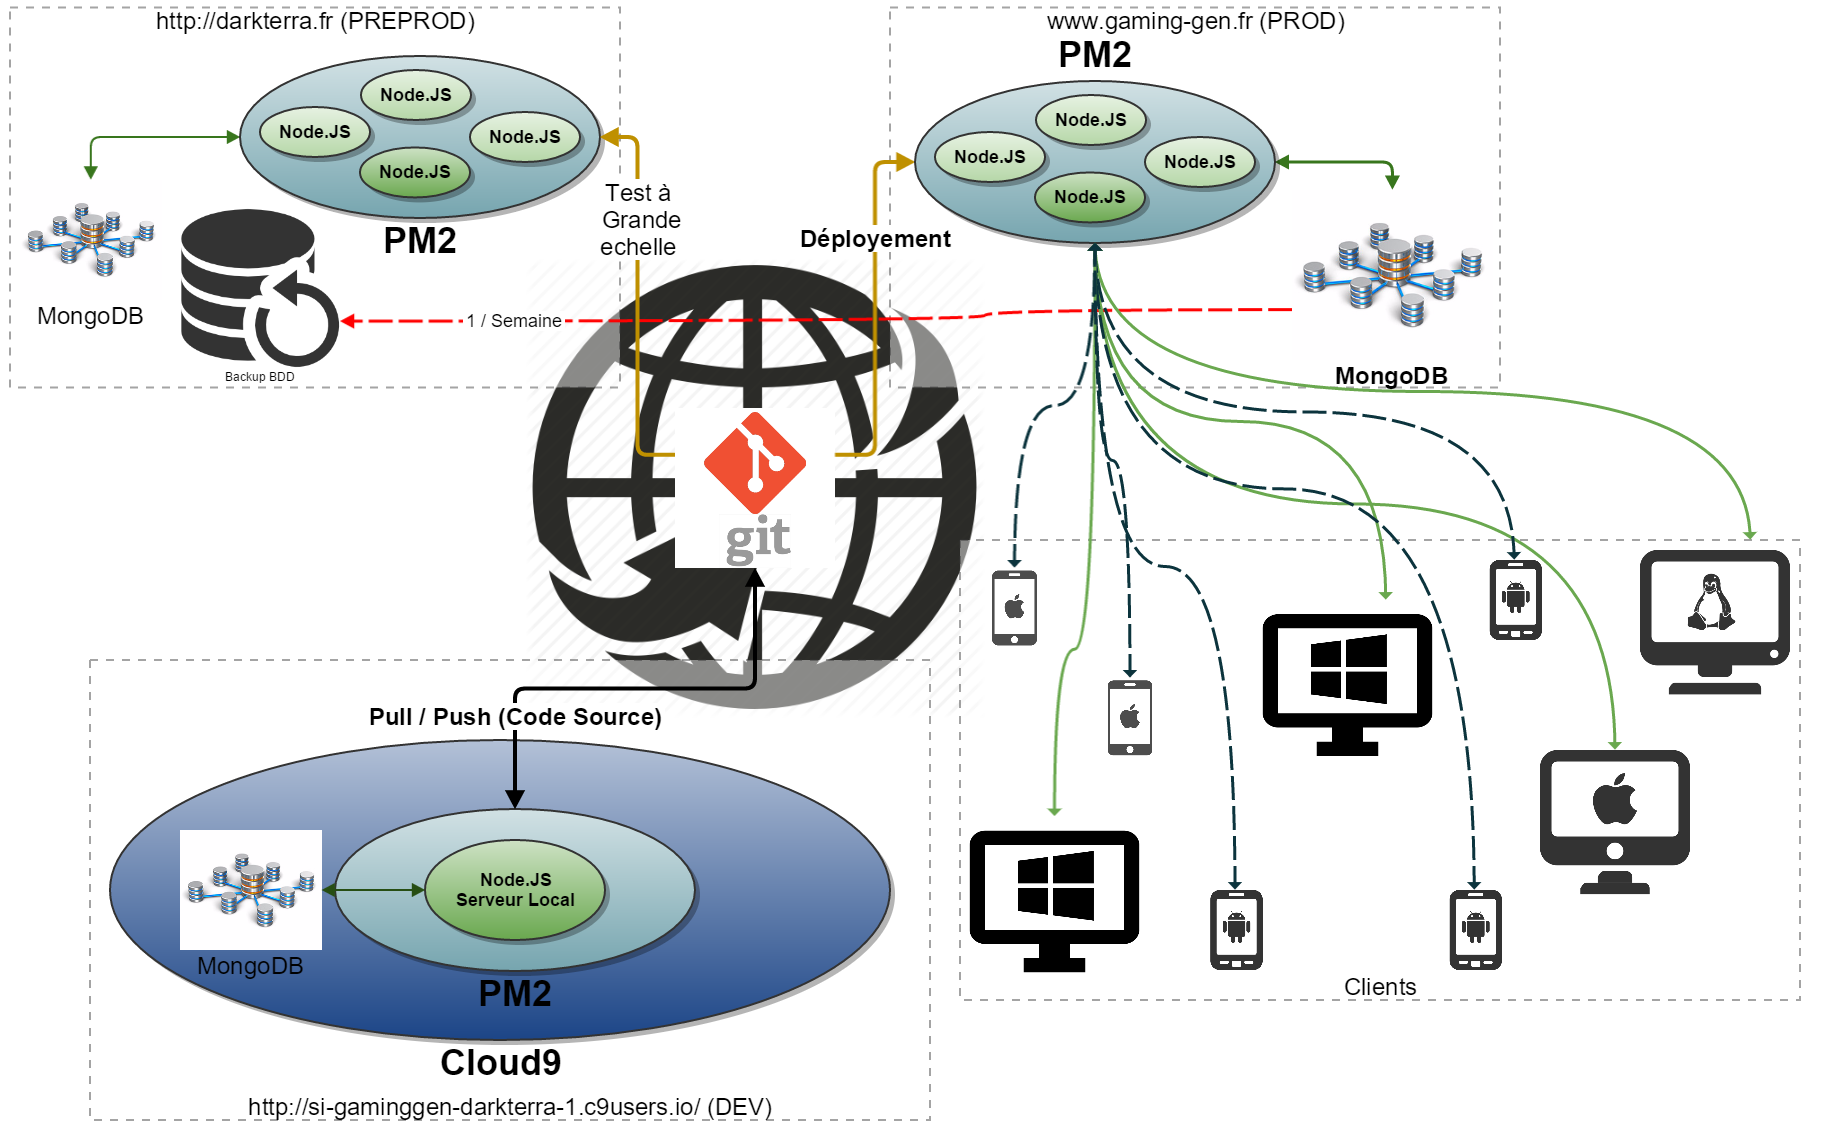 http://darkterra.fr (PREPROD)
Node.JS
Node.JS
Node.JS
Node.JS
PM2
MongoDB
Backup BDD
Test à
Grande
echelle
1 / Semaine
www.gaming-gen.fr (PROD)
PM2
Node.JS
Node.JS
Node.JS
Node.JS
Déployement
MongoDB
git
Pull / Push (Code Source)
Node.JS
Serveur Local
MongoDB
PM2
Cloud9
http://si-gaminggen-darkterra-1.c9users.io/ (DEV)
Clients